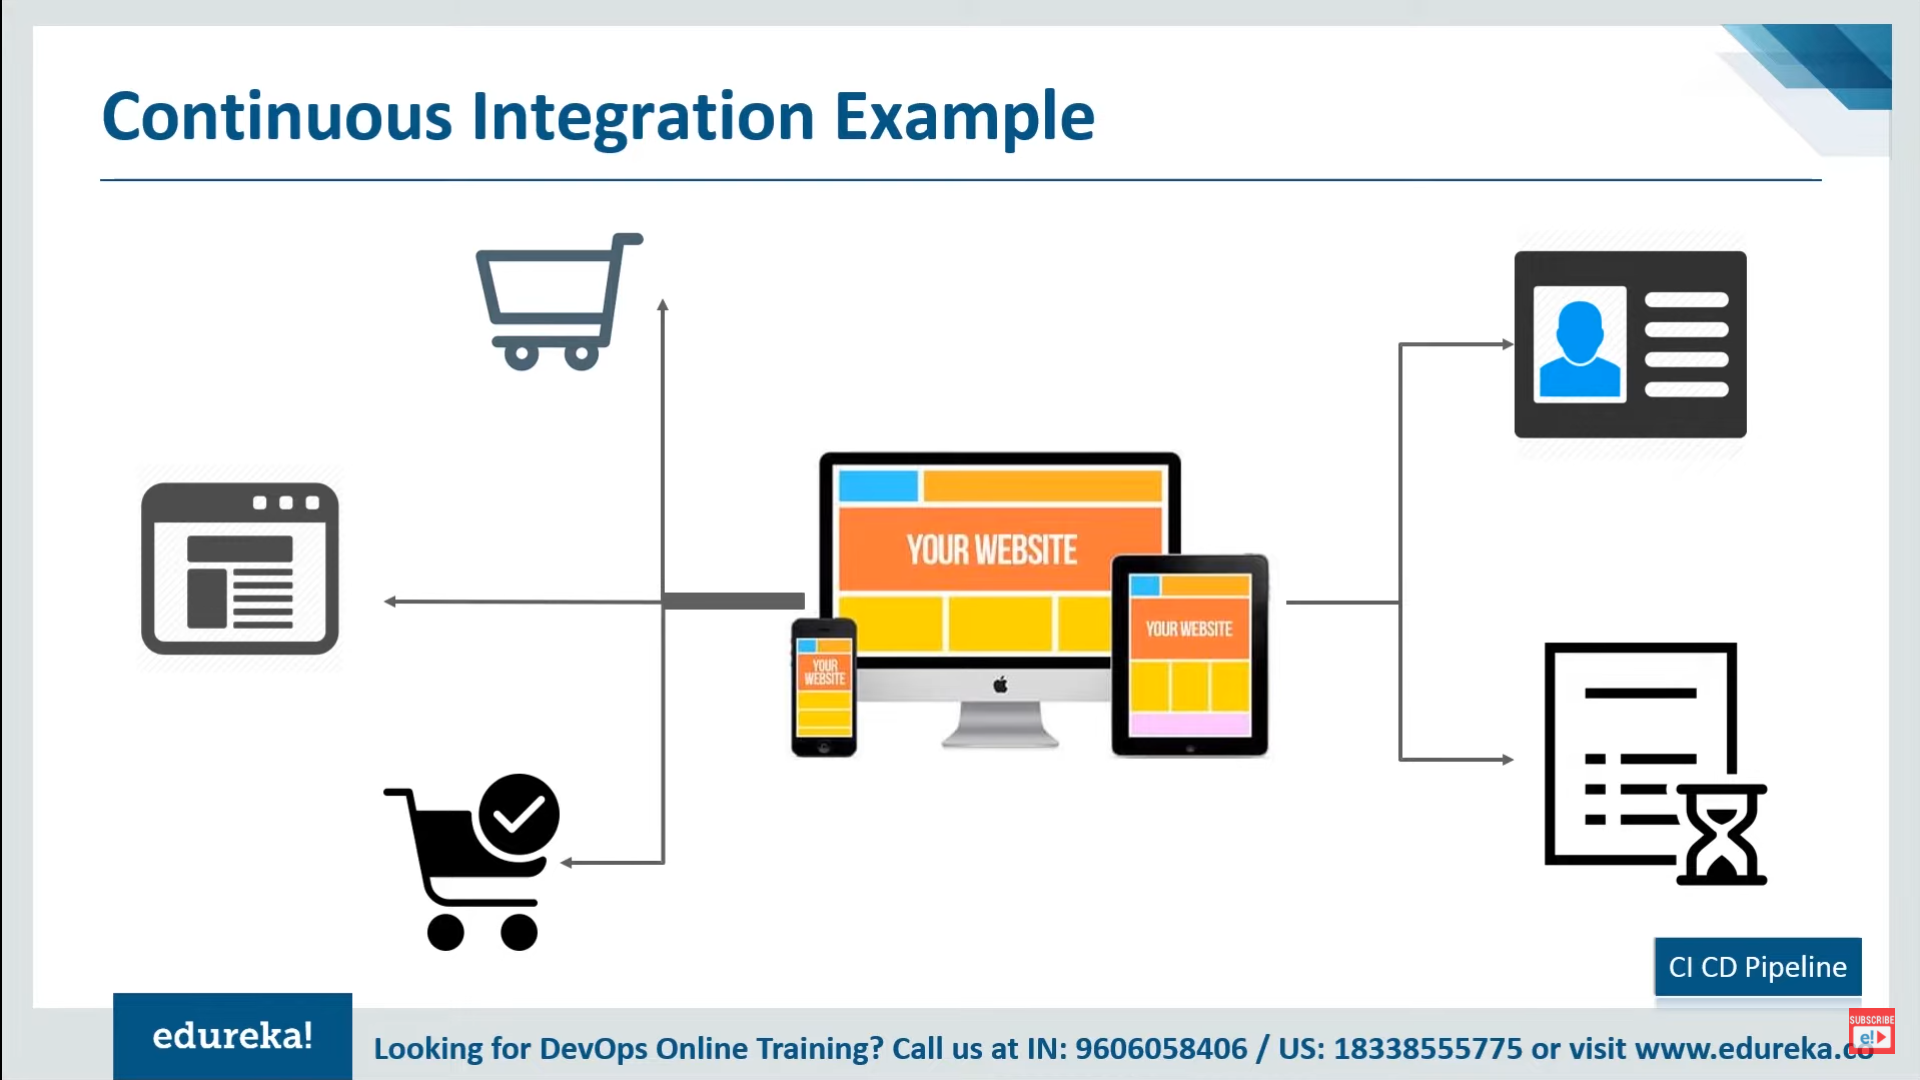 Continuous Integration Example
YOUR WEBSITE
YOUR WEBSITE
YOUR
WEBSITE
CI CD Pipeline
edureka!
Looking for DevOps Online Training? Call us at IN: 9606058406 / US: 18338555775 or visit www.edureka.co
SUBSCRIBE
e!